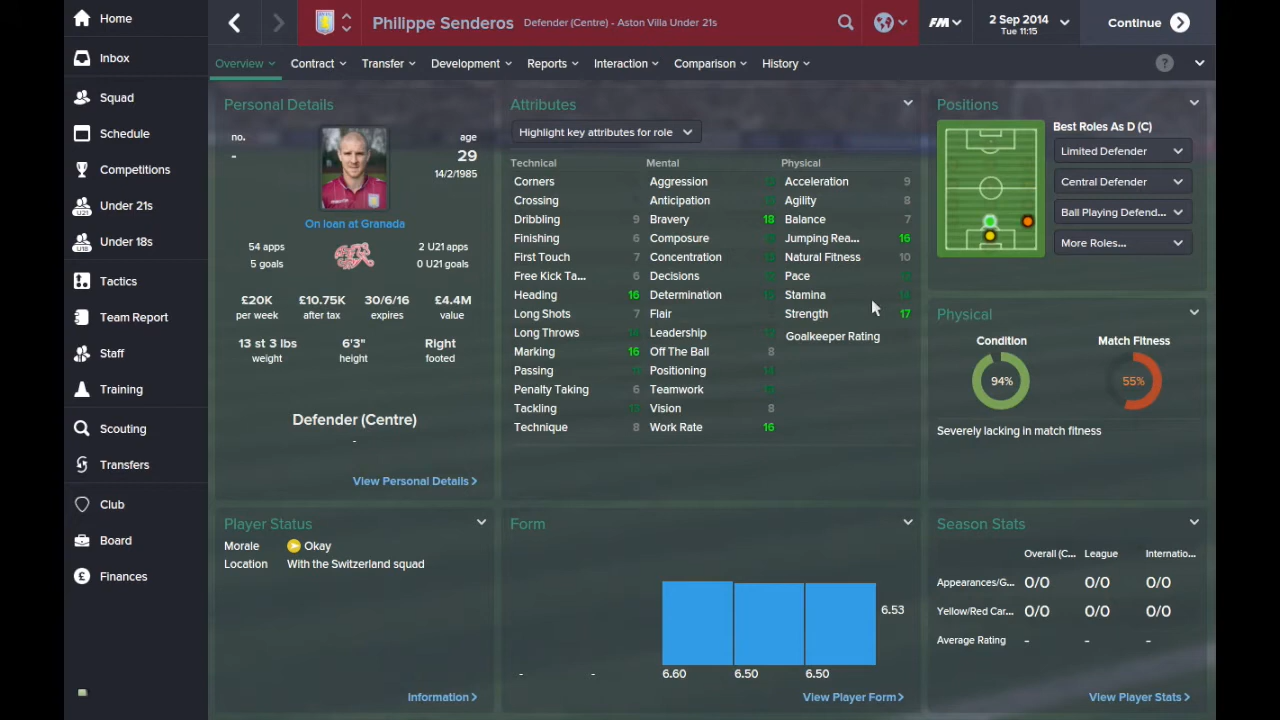 Home
Inbox
Squad
Schedule
Competitions
U21 Under 21s
U18 Under 18s
Tactics
Team Report
Staff
Training
Scouting
Transfers
Club
Board
Finances
Philippe Senderos Defender (Centre) - Aston Villa Under 21s
FM
2 Sep 2014
Tue 11:15
Continue
Overview Contract Transfer Development Reports Interaction Comparison History ?
Personal Details
no.
-
age
29
14/2/1985
On loan at Granada
54 apps
5 goals
2 U21 apps
0 U21 goals
£20K £10.75K 30/6/16 £4.4M
per week after tax expires value
13 st 3 lbs 6'3" Right
weight height footed
Defender (Centre)
-
View Personal Details >
Attributes
Highlight key attributes for role
Technical Mental Physical
Corners Aggression Acceleration 9
Crossing Anticipation Agility 8
Dribbling 9 Bravery 18 Balance 7
Finishing 6 Composure Jumping Rea... 16
First Touch 7 Concentration Natural Fitness 10
Free Kick Ta... 6 Decisions Pace
Heading 16 Determination Stamina
Long Shots 7 Flair Strength 17
Long Throws Leadership Goalkeeper Rating
Marking 16 Off The Ball 8
Passing Positioning
Penalty Taking 6 Teamwork
Tackling Vision 8
Technique 8 Work Rate 16
Positions
Best Roles As D (C)
Limited Defender
Central Defender
Ball Playing Defend...
More Roles...
Physical
Condition Match Fitness
94% 55%
Severely lacking in match fitness
Player Status
Morale Okay
Location With the Switzerland squad
Information >
Form
6.53
- - 6.60 6.50 6.50
View Player Form >
Season Stats
Overall (C... League Internatio...
Appearances/G... 0/0 0/0 0/0
Yellow/Red Car... 0/0 0/0 0/0
Average Rating - - -
View Player Stats >